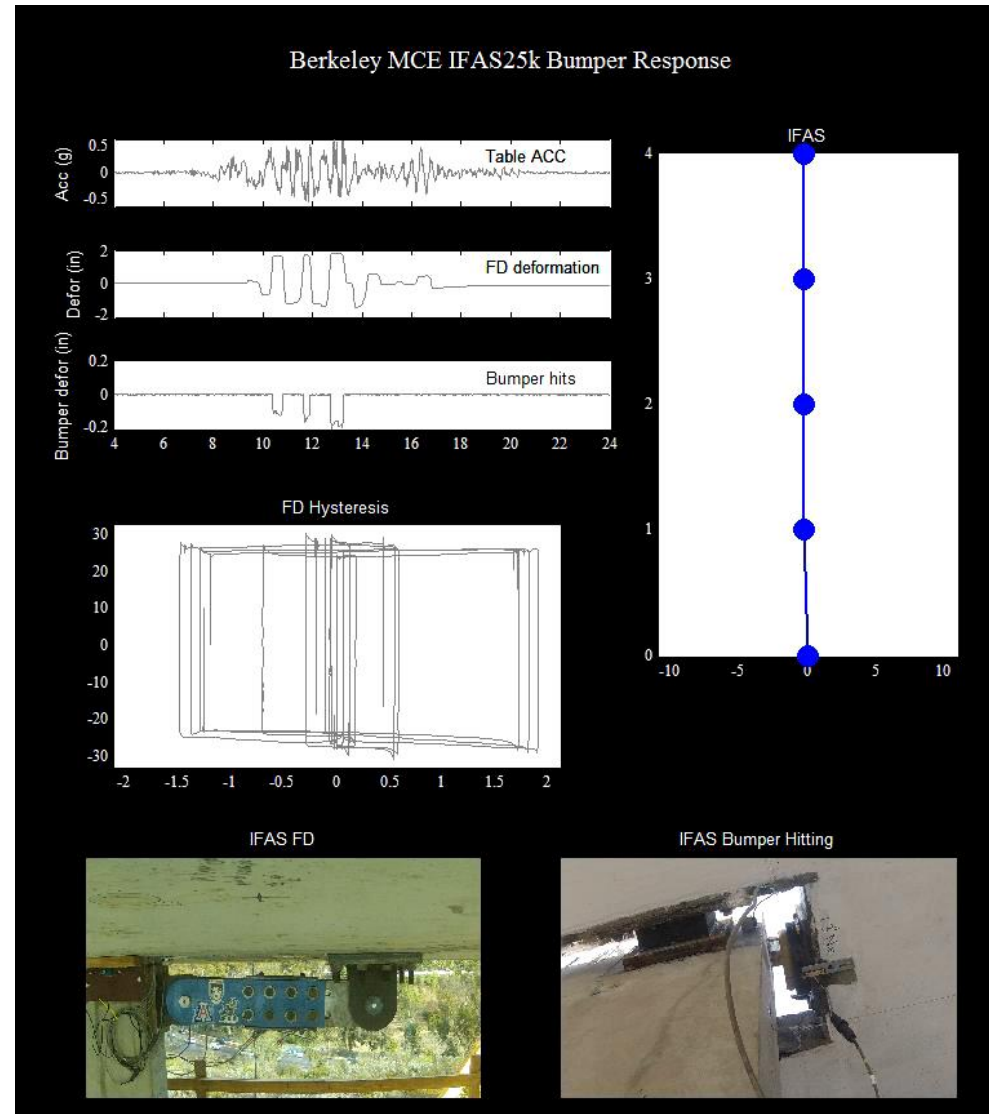 Berkeley MCE IFAS25k Bumper Response
Acc (g)
0.5
0
-0.5
Table ACC
Defor (in)
2
0
-2
FD deformation
Bumper defor (in)
0.2
0
-0.2
Bumper hits
4 6 8 10 12 14 16 18 20 22 24
IFAS
4
3
2
1
0
-10 -5 0 5 10
FD Hysteresis
30
20
10
0
-10
-20
-30
-2 -1.5 -1 -0.5 0 0.5 1 1.5 2
IFAS FD
IFAS Bumper Hitting